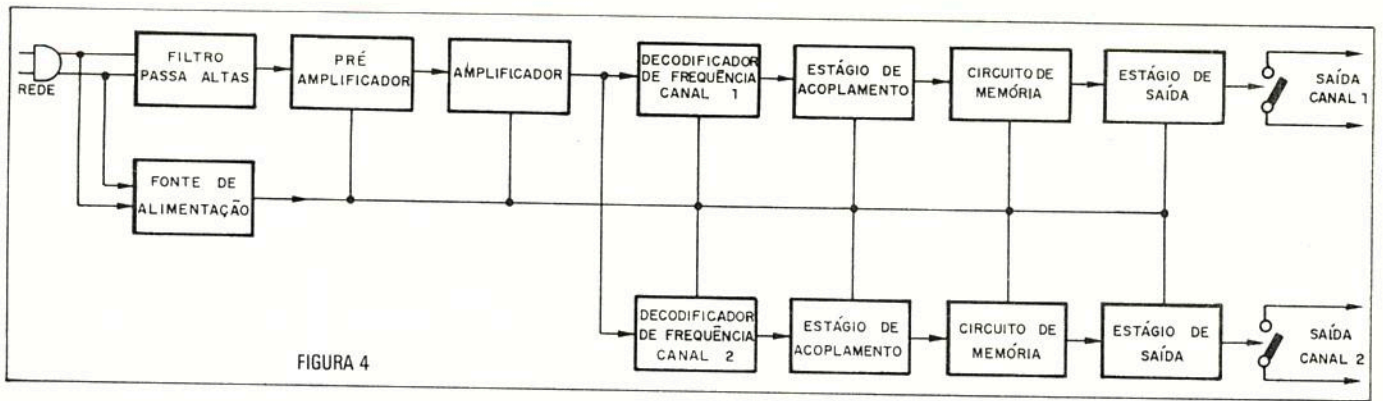 REDE
FILTRO
PASSA ALTAS
PRÉ
AMPLIFICADOR
AMPLIFICADOR
DECODIFICADOR
DE FREQUÊNCIA
CANAL 1
ESTÁGIO DE
ACOPLAMENTO
CIRCUITO DE
MEMÓRIA
ESTÁGIO DE
SAÍDA
SAÍDA
CANAL 1
FONTE DE
ALIMENTAÇÃO
DECODIFICADOR
DE FREQUÊNCIA
CANAL 2
ESTÁGIO DE
ACOPLAMENTO
CIRCUITO DE
MEMÓRIA
ESTÁGIO DE
SAÍDA
SAÍDA
CANAL 2
FIGURA 4